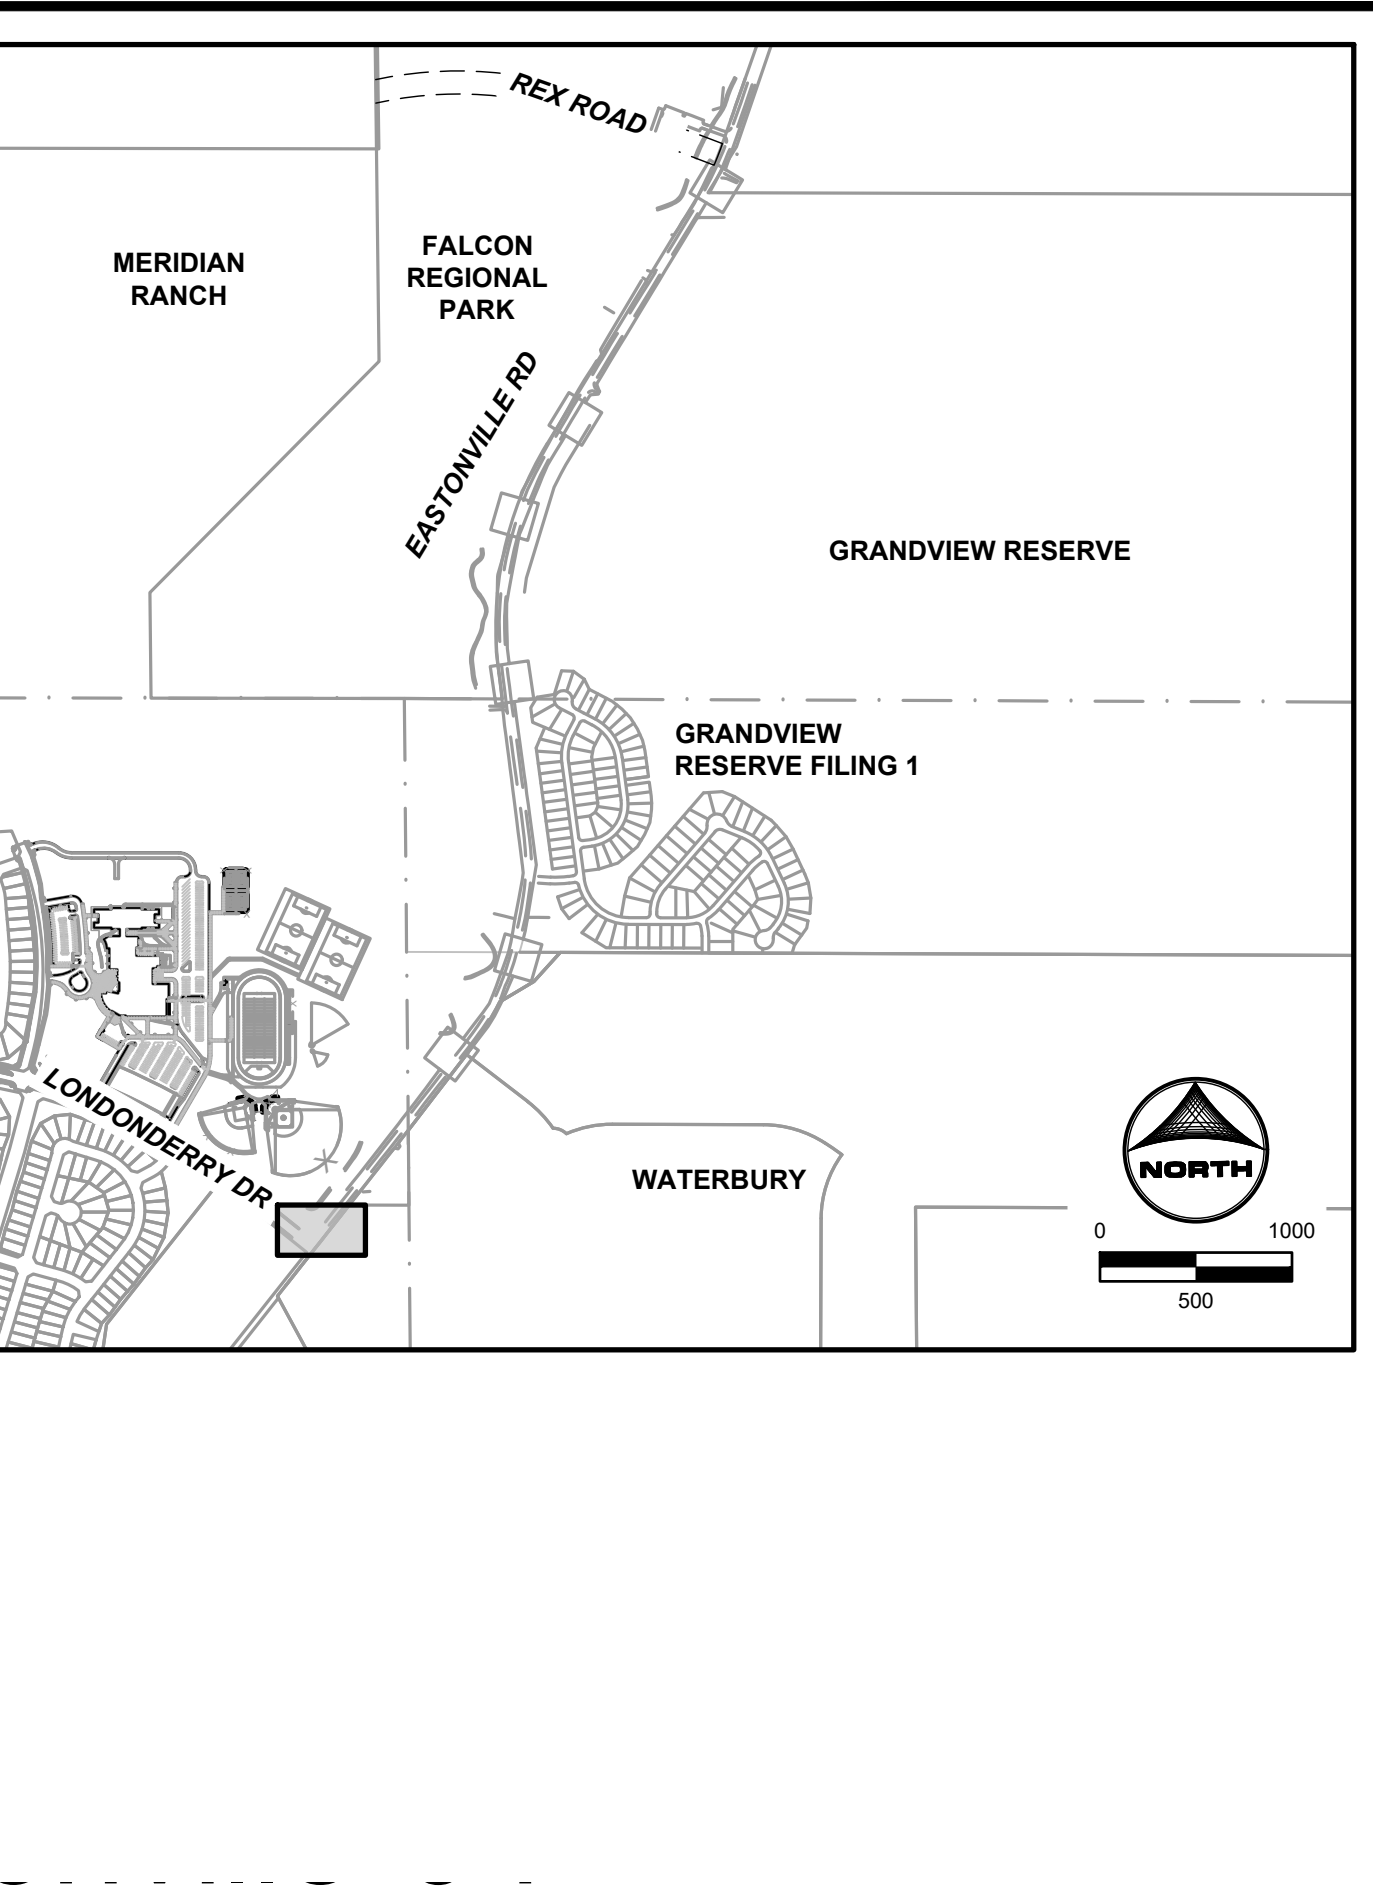 REX ROAD
MERIDIAN
RANCH
FALCON
REGIONAL
PARK
EASTONVILLE RD
GRANDVIEW RESERVE
GRANDVIEW
RESERVE FILING 1
LONDONDERRY DR
WATERBURY
NORTH
0 1000
500